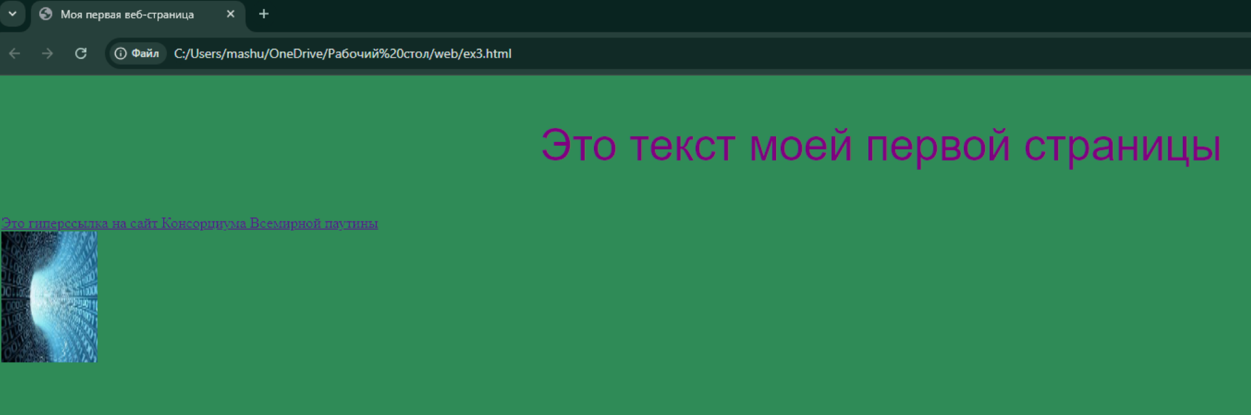 Моя первая веб-страница
Файл C:/Users/mashu/OneDrive/Рабочий%20стол/web/ex3.html
Это текст моей первой страницы
Это гиперссылка на сайт Консорциума Всемирной паутины